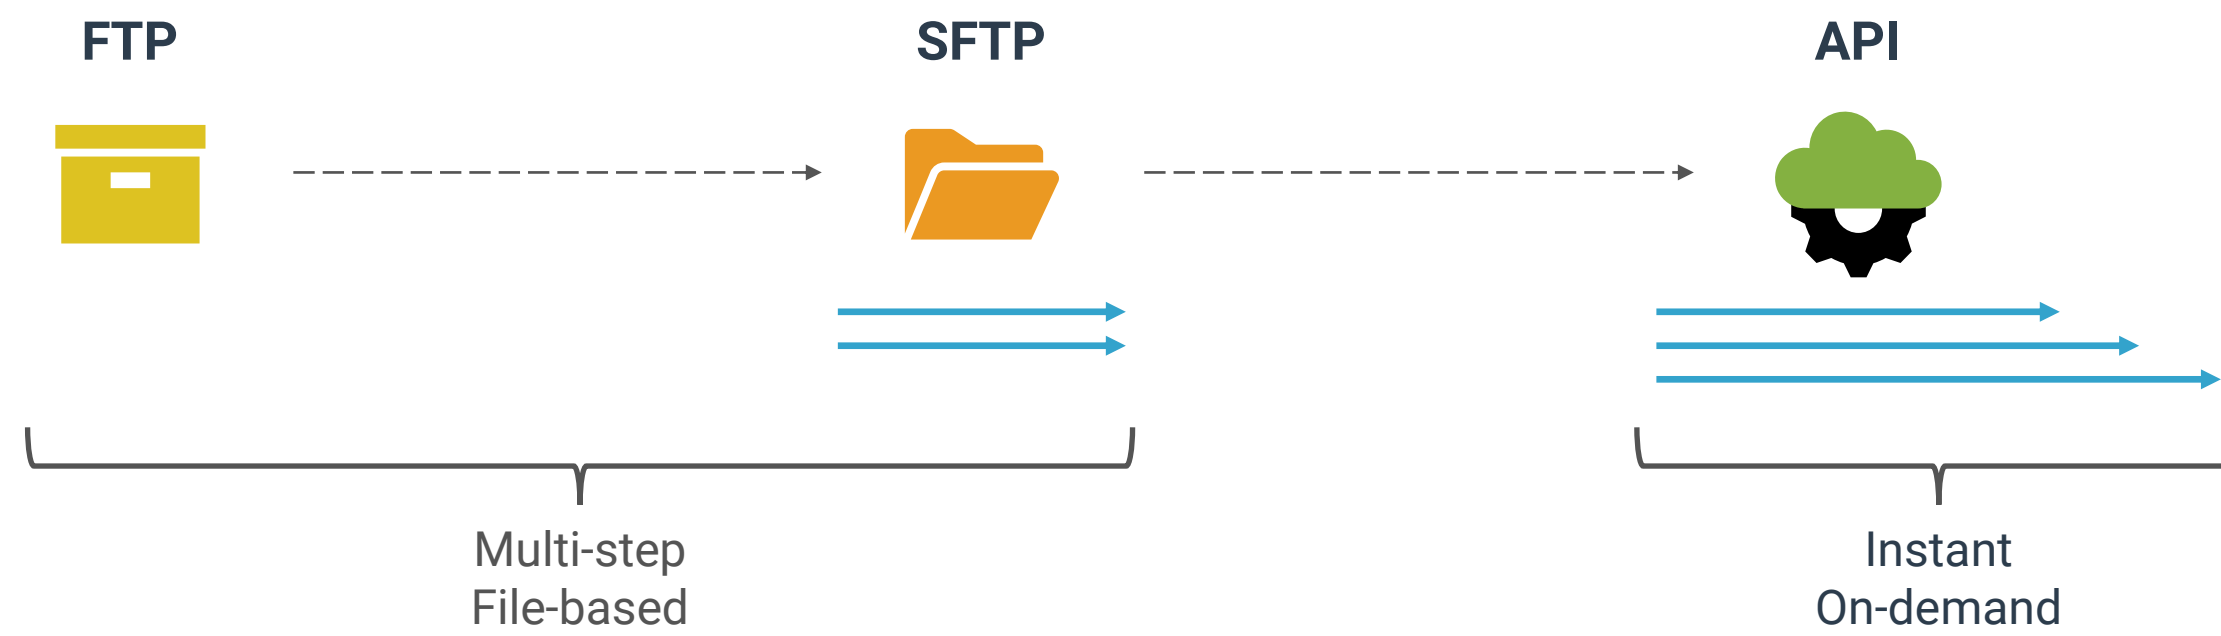 FTP
SFTP
API
Multi-step
File-based
Instant
On-demand